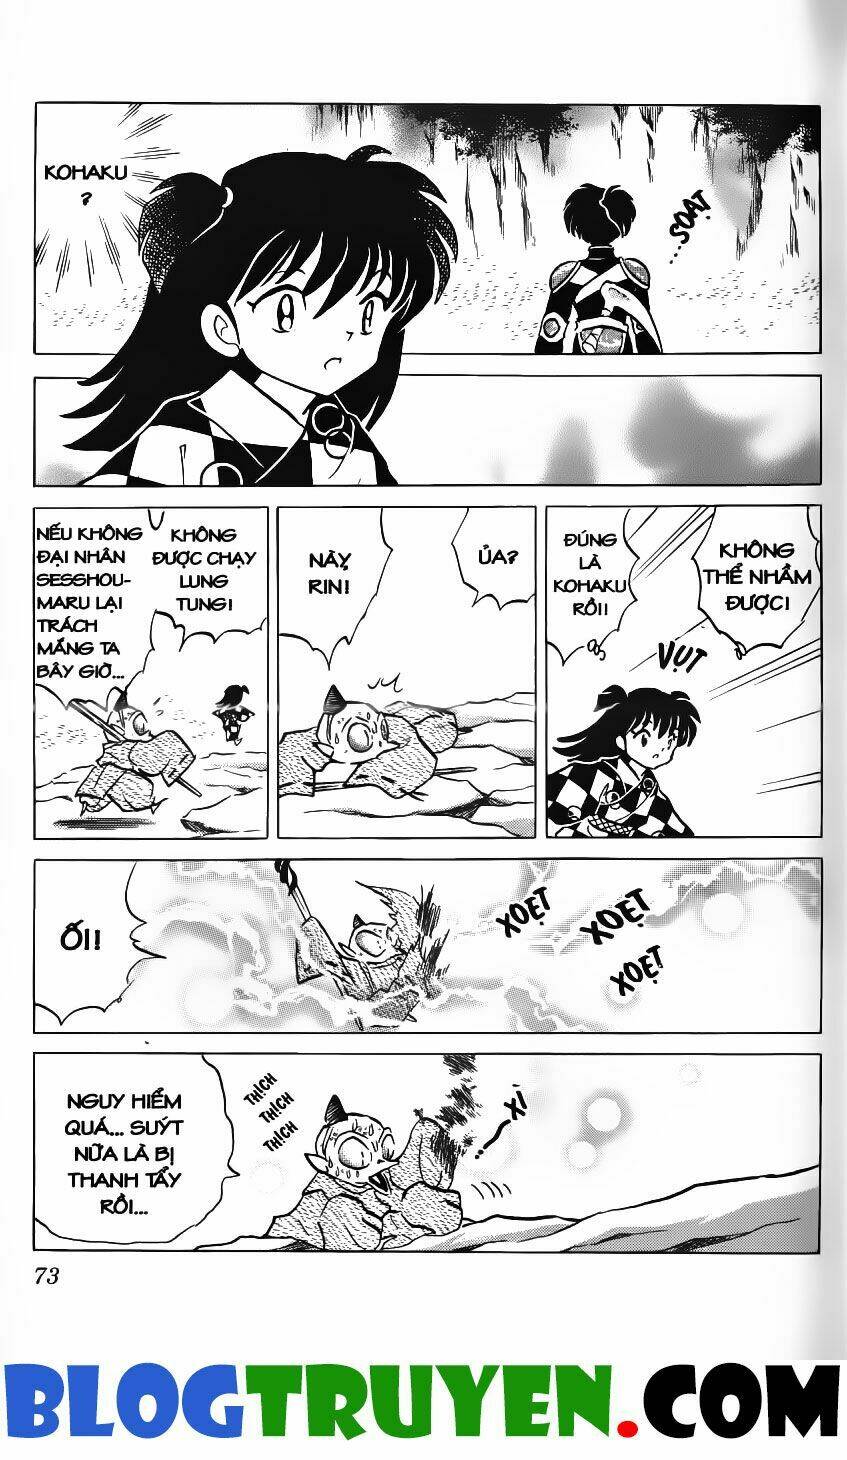 KOHAKU
?
...SOẠT
KHÔNG
THỂ NHẦM
ĐƯỢC!
ĐÚNG
LÀ
KOHAKU
RỒI!
VỤT
ỦA?
NÀY,
RIN!
KHÔNG
ĐƯỢC CHẠY
LUNG
TUNG!
NẾU KHÔNG
ĐẠI NHÂN
SESSHOU-
MARU LẠI
TRÁCH
MẮNG TA
BÂY GIỜ...
XOẸT
XOẸT
XOẸT
ỐI!
XÌ
THỊCH
THỊCH
THỊCH
NGUY HIỂM
QUÁ... SUÝT
NỮA LÀ BỊ
THANH TẨY
RỒI...
73
BLOGTRUYEN.COM